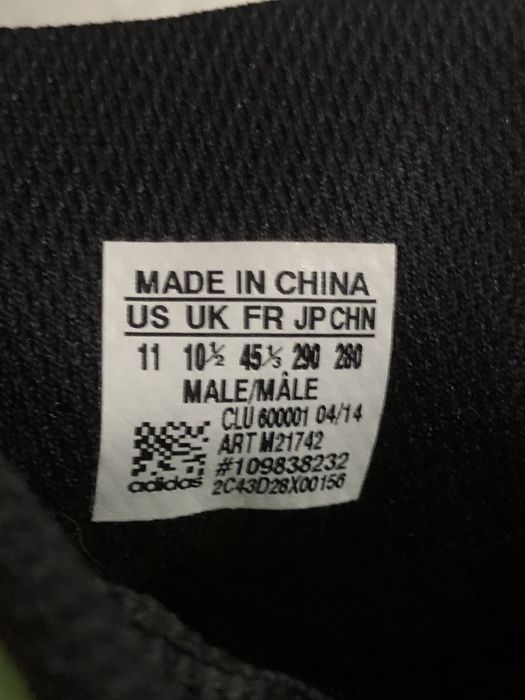 MADE IN CHINA
US UK FR JP CHN
11 10½ 45⅓ 290 280
MALE/MÂLE
CLU 600001 04/14
ART M21742
#109838232
adidas 2C43D28X00156